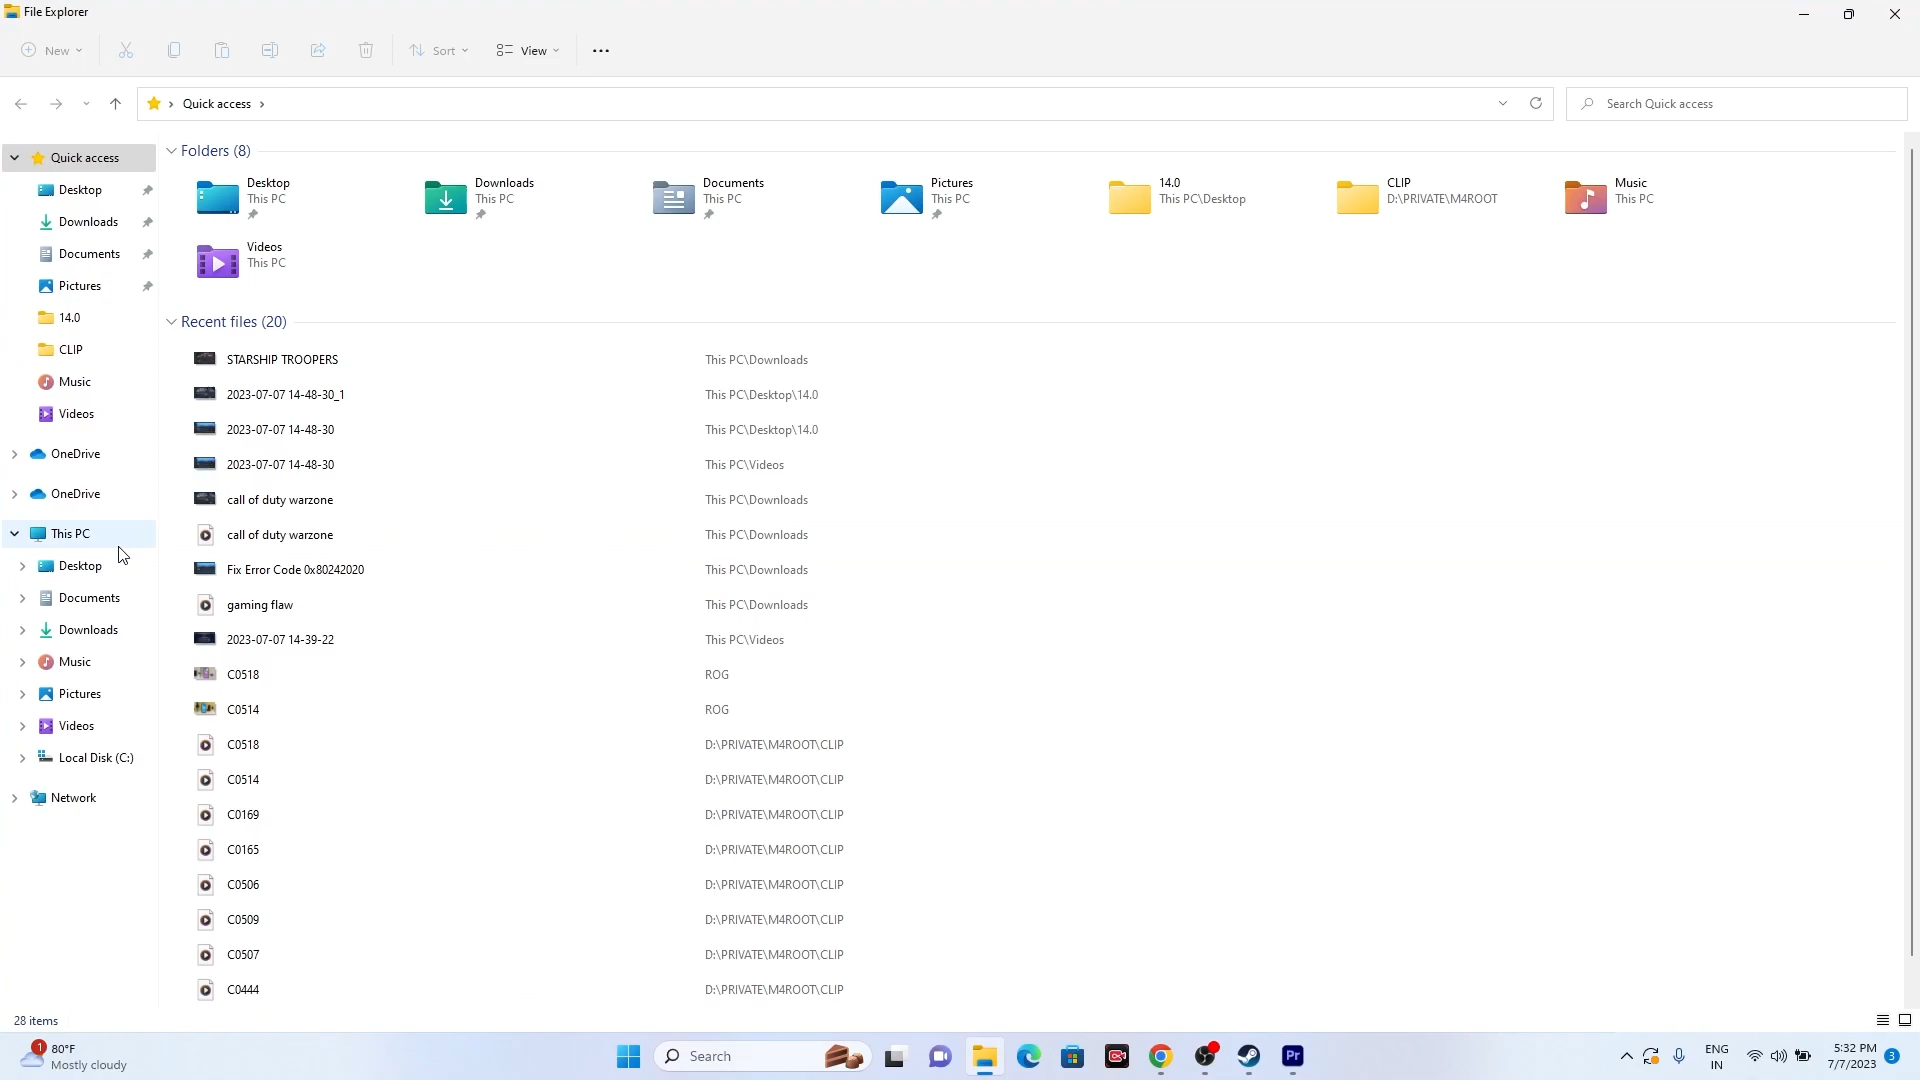 File Explorer
New
Sort
View
Quick access
Search Quick access
Quick access
Desktop
Downloads
Documents
Pictures
14.0
CLIP
Music
Videos
OneDrive
OneDrive
This PC
Desktop
Documents
Downloads
Music
Pictures
Videos
Local Disk (C:)
Network
Folders (8)
Desktop
This PC
Downloads
This PC
Documents
This PC
Pictures
This PC
14.0
This PC\Desktop
CLIP
D:\PRIVATE\M4ROOT
Music
This PC
Videos
This PC
Recent files (20)
STARSHIP TROOPERS This PC\Downloads
2023-07-07 14-48-30_1 This PC\Desktop\14.0
2023-07-07 14-48-30 This PC\Desktop\14.0
2023-07-07 14-48-30 This PC\Videos
call of duty warzone This PC\Downloads
call of duty warzone This PC\Downloads
Fix Error Code 0x80242020 This PC\Downloads
gaming flaw This PC\Downloads
2023-07-07 14-39-22 This PC\Videos
C0518 ROG
C0514 ROG
C0518 D:\PRIVATE\M4ROOT\CLIP
C0514 D:\PRIVATE\M4ROOT\CLIP
C0169 D:\PRIVATE\M4ROOT\CLIP
C0165 D:\PRIVATE\M4ROOT\CLIP
C0506 D:\PRIVATE\M4ROOT\CLIP
C0509 D:\PRIVATE\M4ROOT\CLIP
C0507 D:\PRIVATE\M4ROOT\CLIP
C0444 D:\PRIVATE\M4ROOT\CLIP
28 items
1
80°F
Mostly cloudy
Search
Pr
ENG
IN
5:32 PM
7/7/2023
3